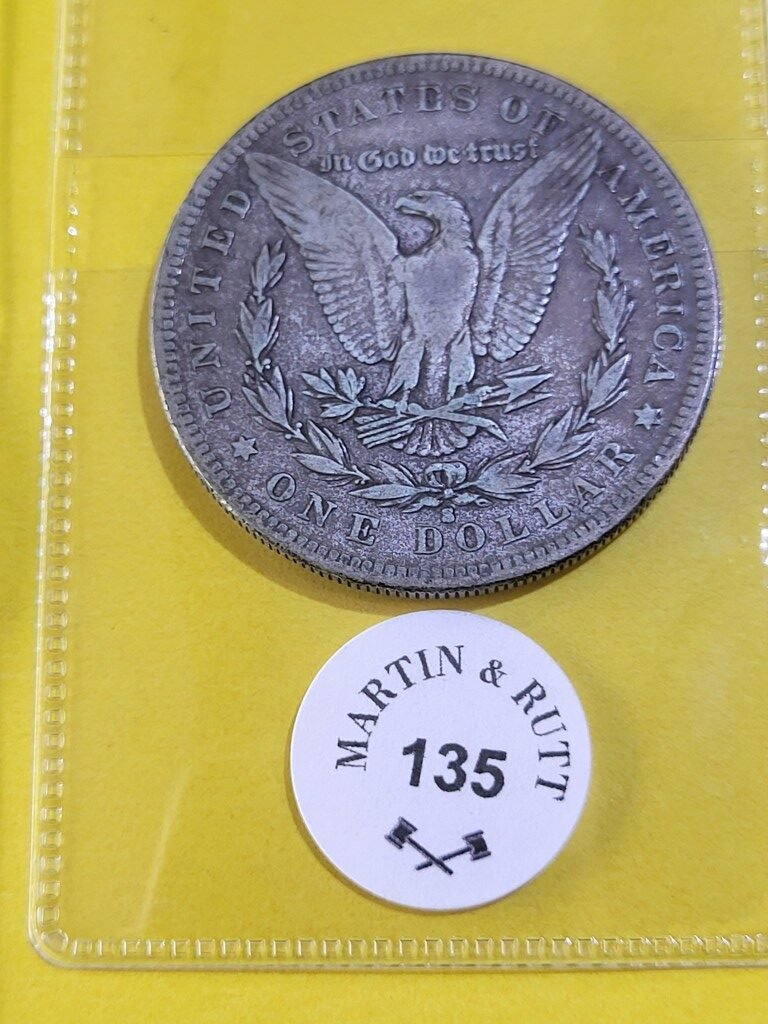 UNITED STATES OF AMERICA
In God we trust
S
ONE DOLLAR
MARTIN & RUTT
135